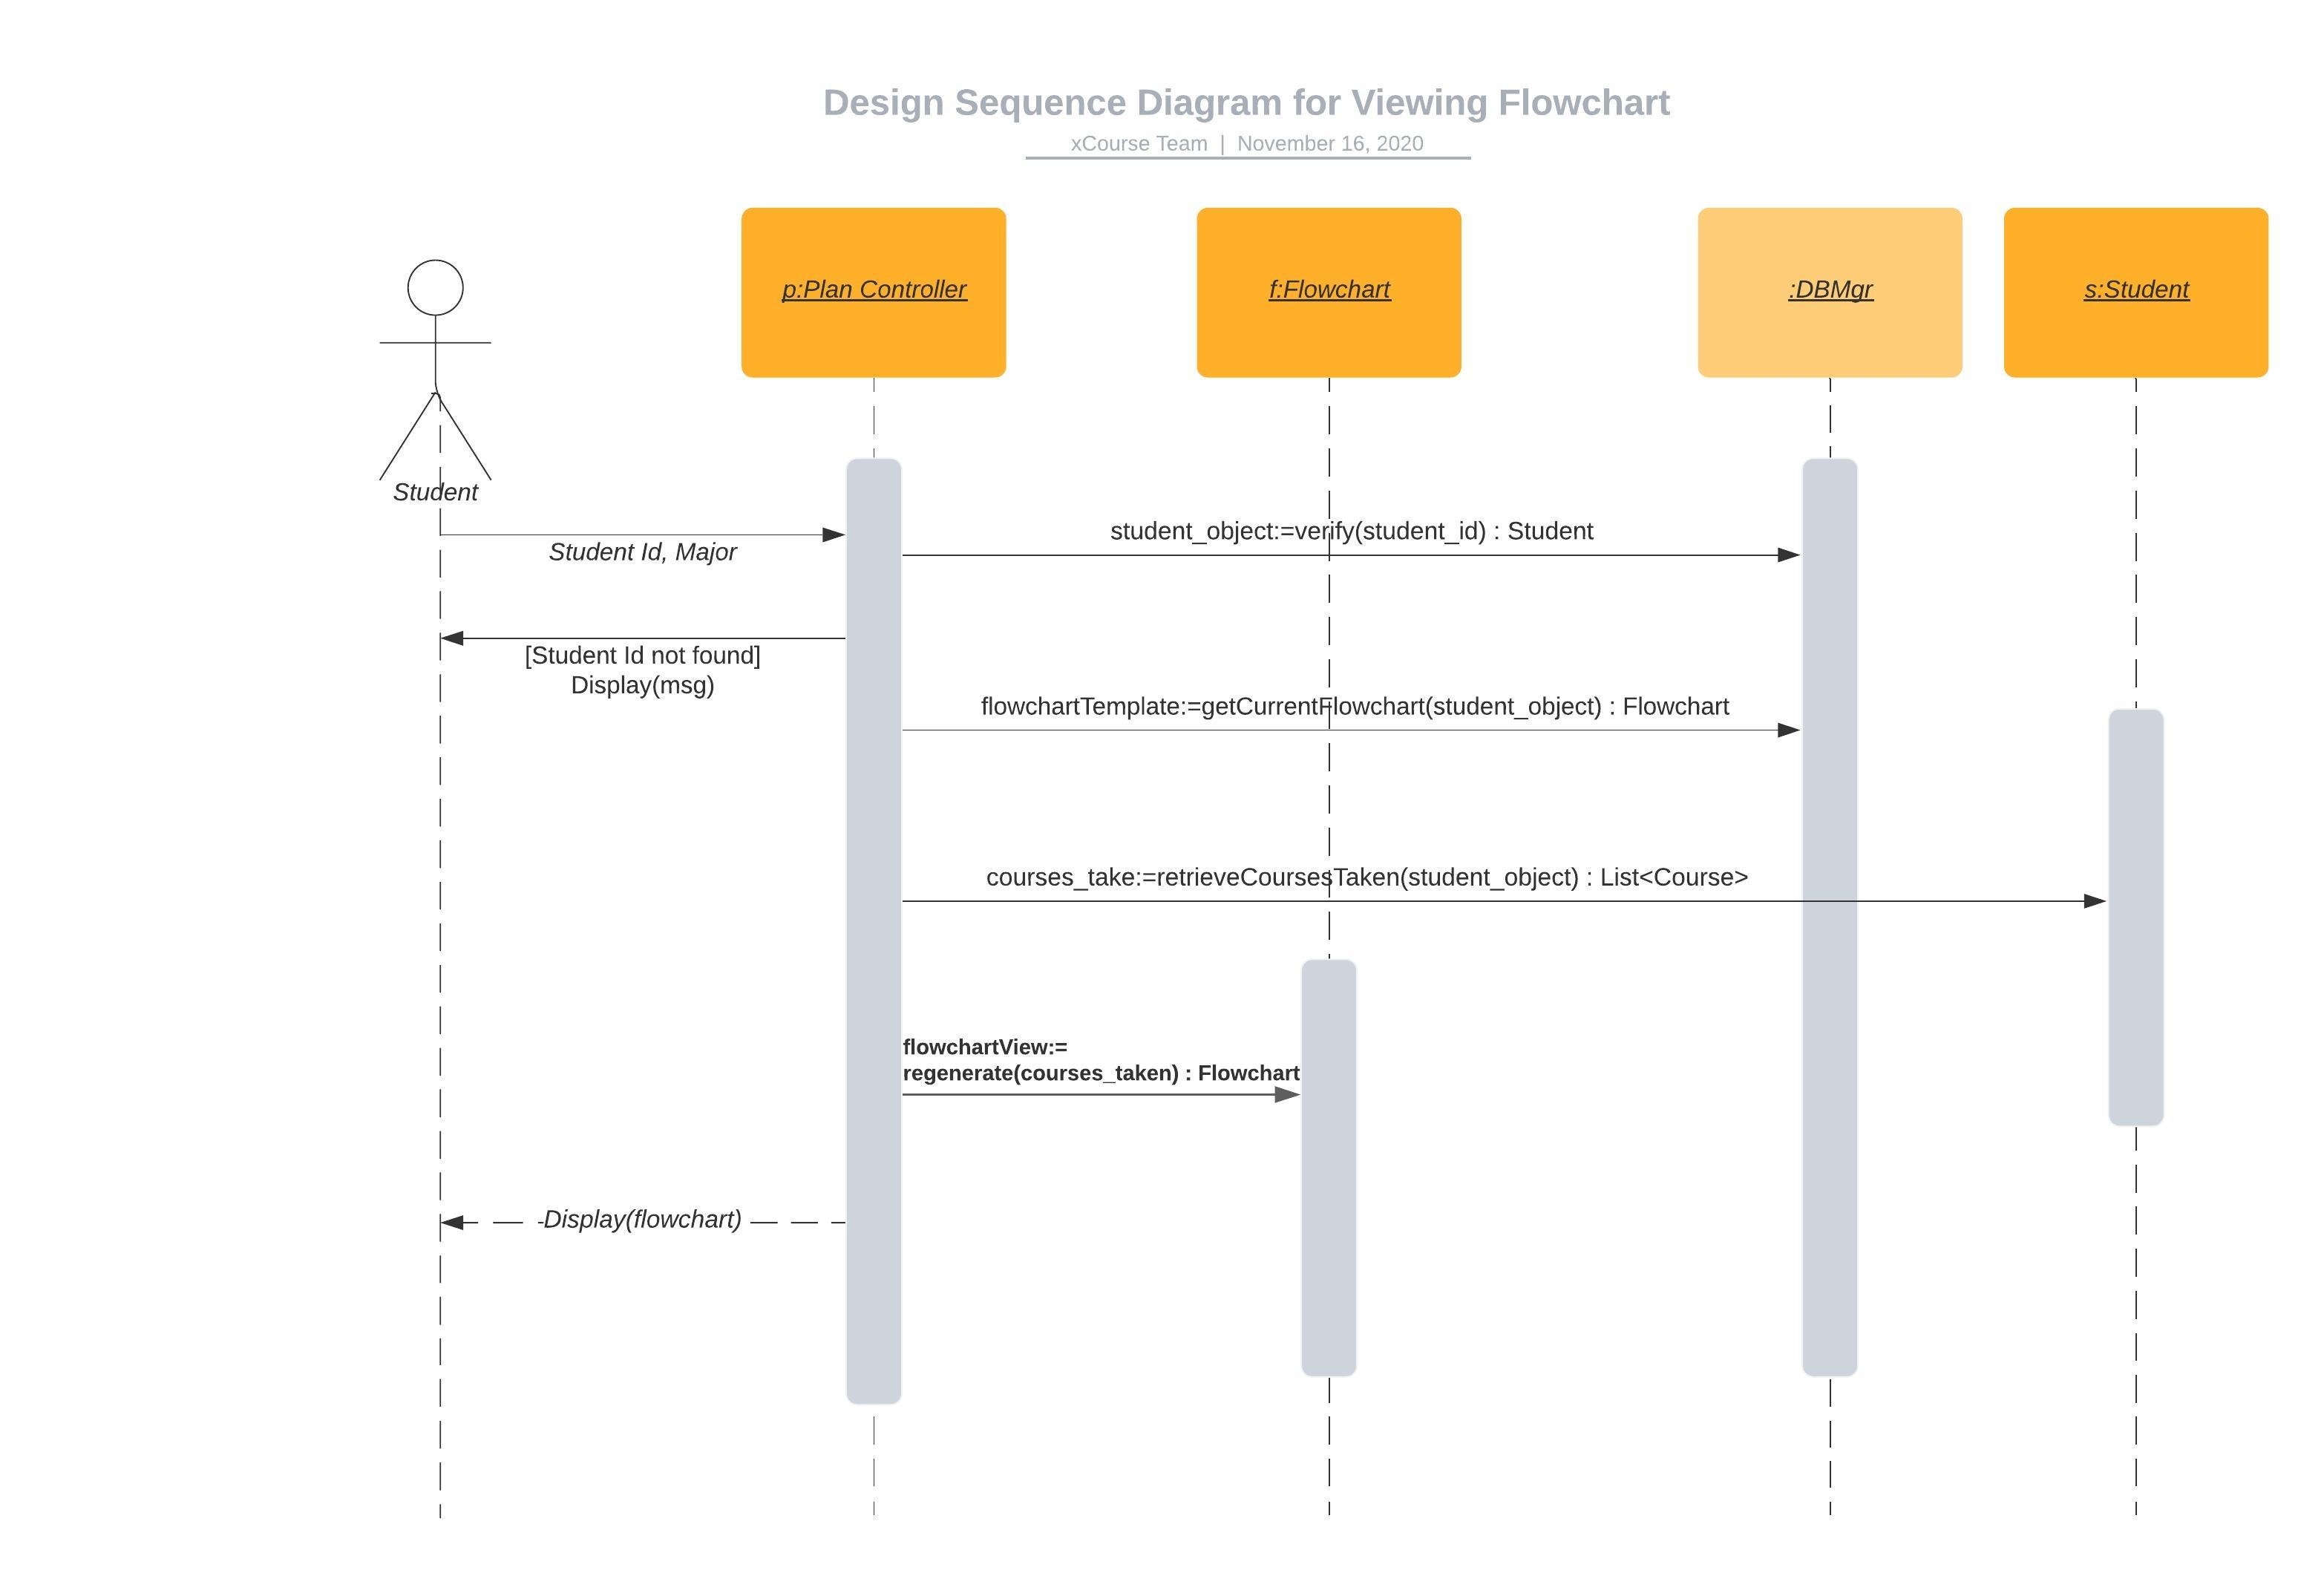 Design Sequence Diagram for Viewing Flowchart
xCourse Team | November 16, 2020
p:Plan Controller
f:Flowchart
:DBMgr
s:Student
Student
student_object:=verify(student_id) : Student
Student Id, Major
[Student Id not found]
Display(msg)
flowchartTemplate:=getCurrentFlowchart(student_object) : Flowchart
courses_take:=retrieveCoursesTaken(student_object) : List<Course>
flowchartView:=
regenerate(courses_taken) : Flowchart
Display(flowchart)